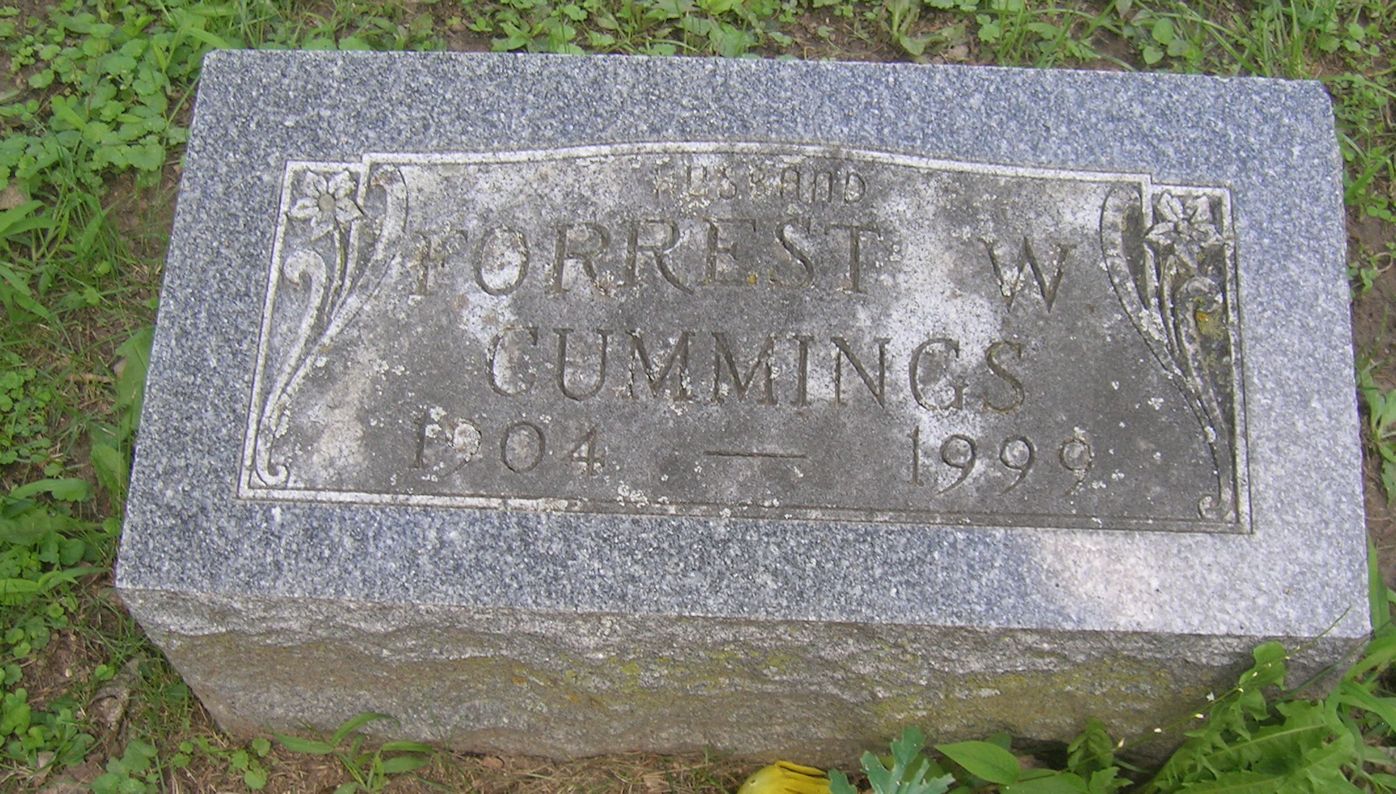 HUSBAND
FORREST W.
CUMMINGS
1904 — 1999